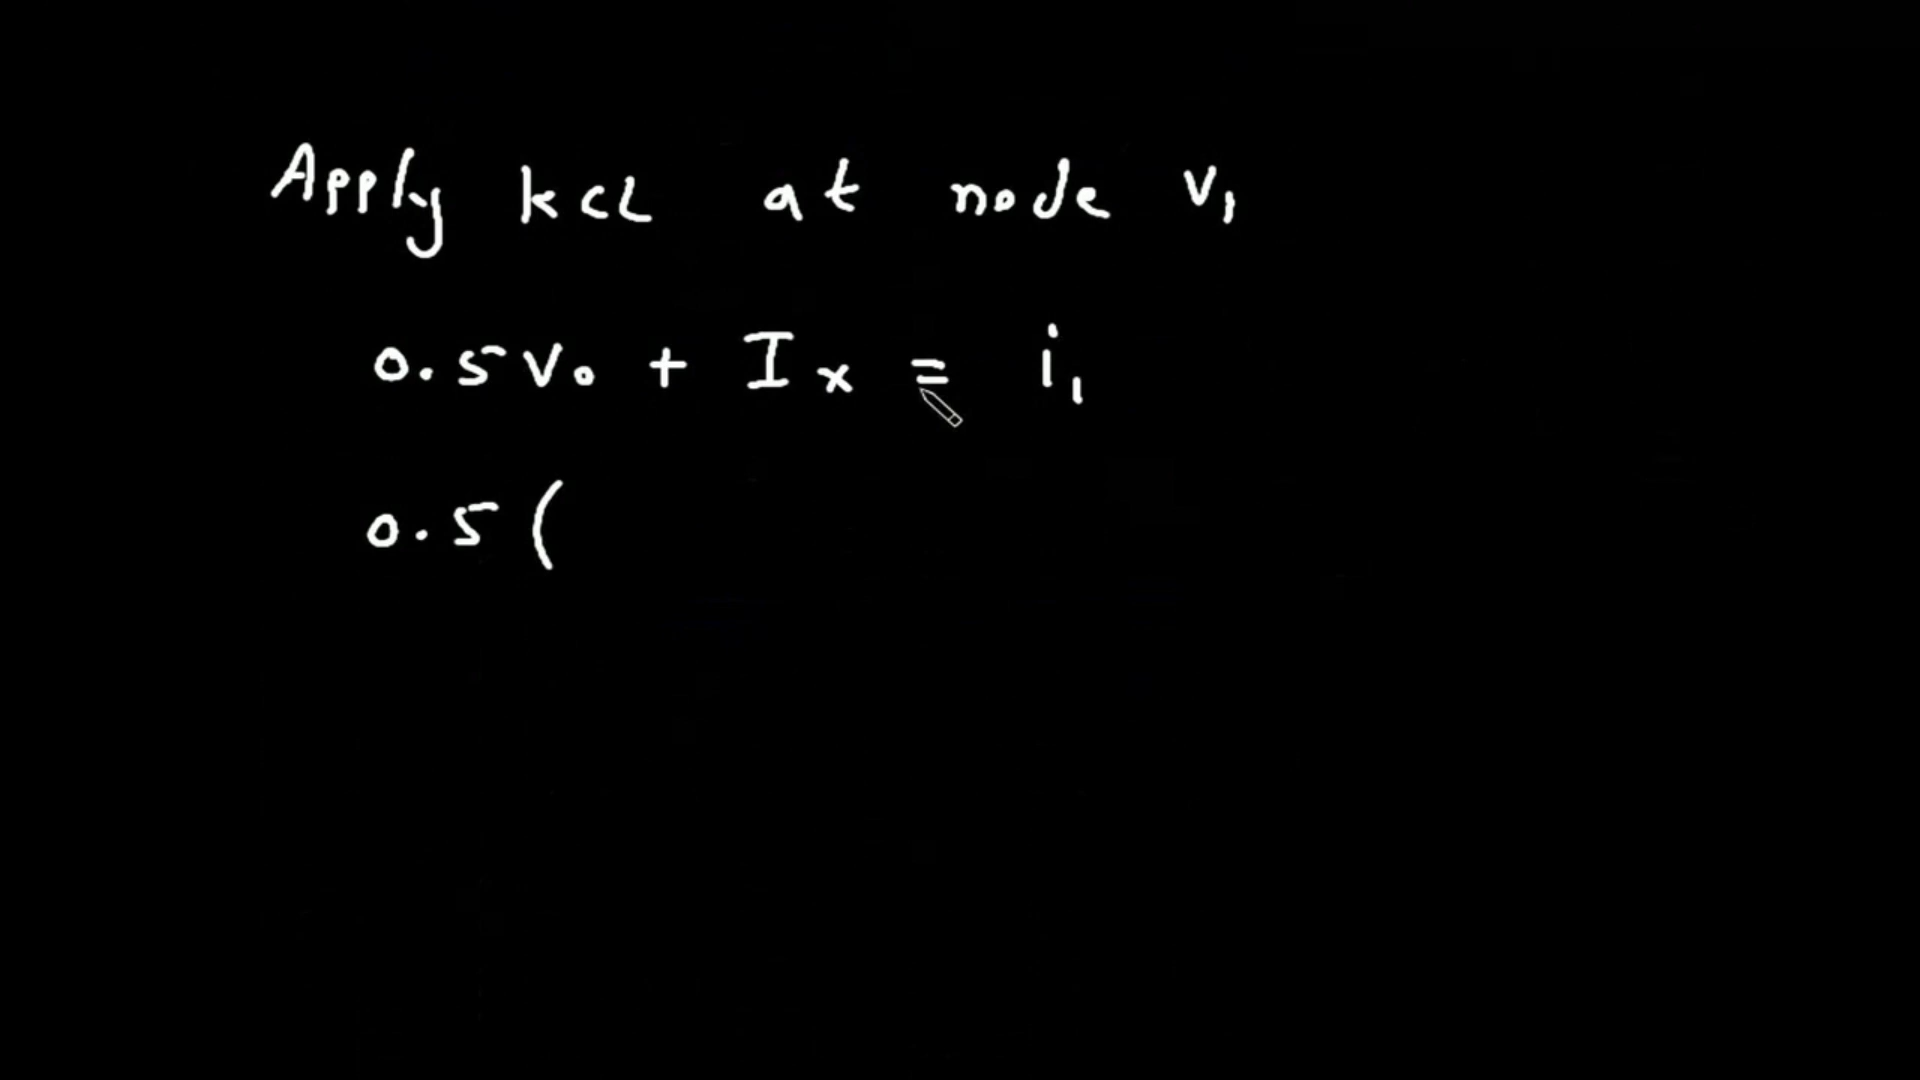 Apply kcL at node v₁
0.5v₀ + Iₓ = i₁
0.5(